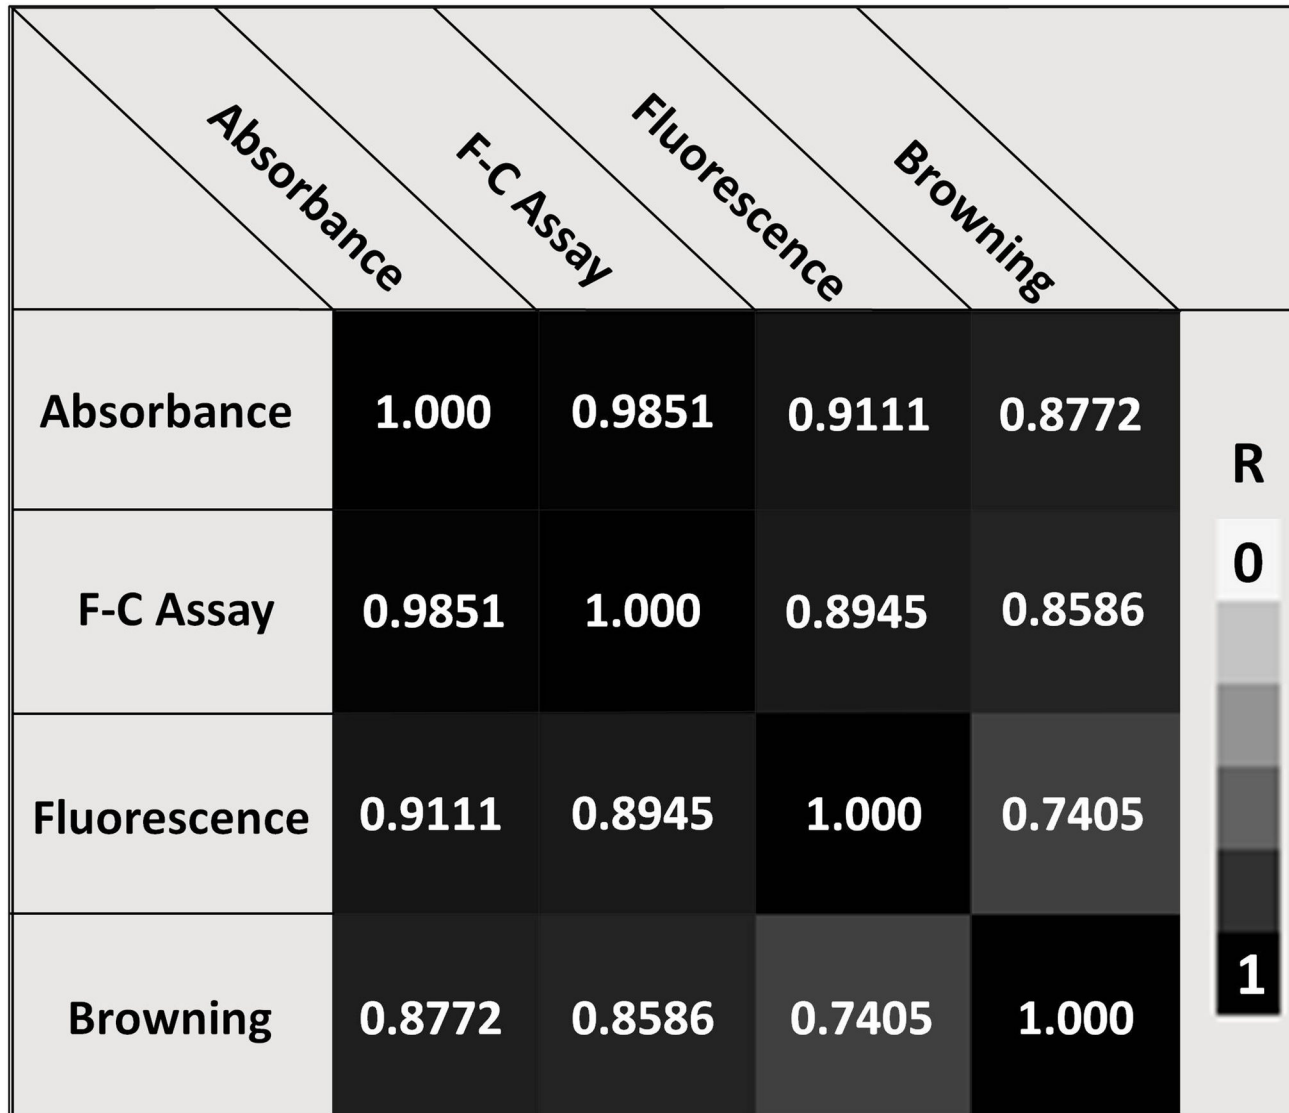 Absorbance F-C Assay Fluorescence Browning
Absorbance 1.000 0.9851 0.9111 0.8772
F-C Assay 0.9851 1.000 0.8945 0.8586
Fluorescence 0.9111 0.8945 1.000 0.7405
Browning 0.8772 0.8586 0.7405 1.000
R
0
1